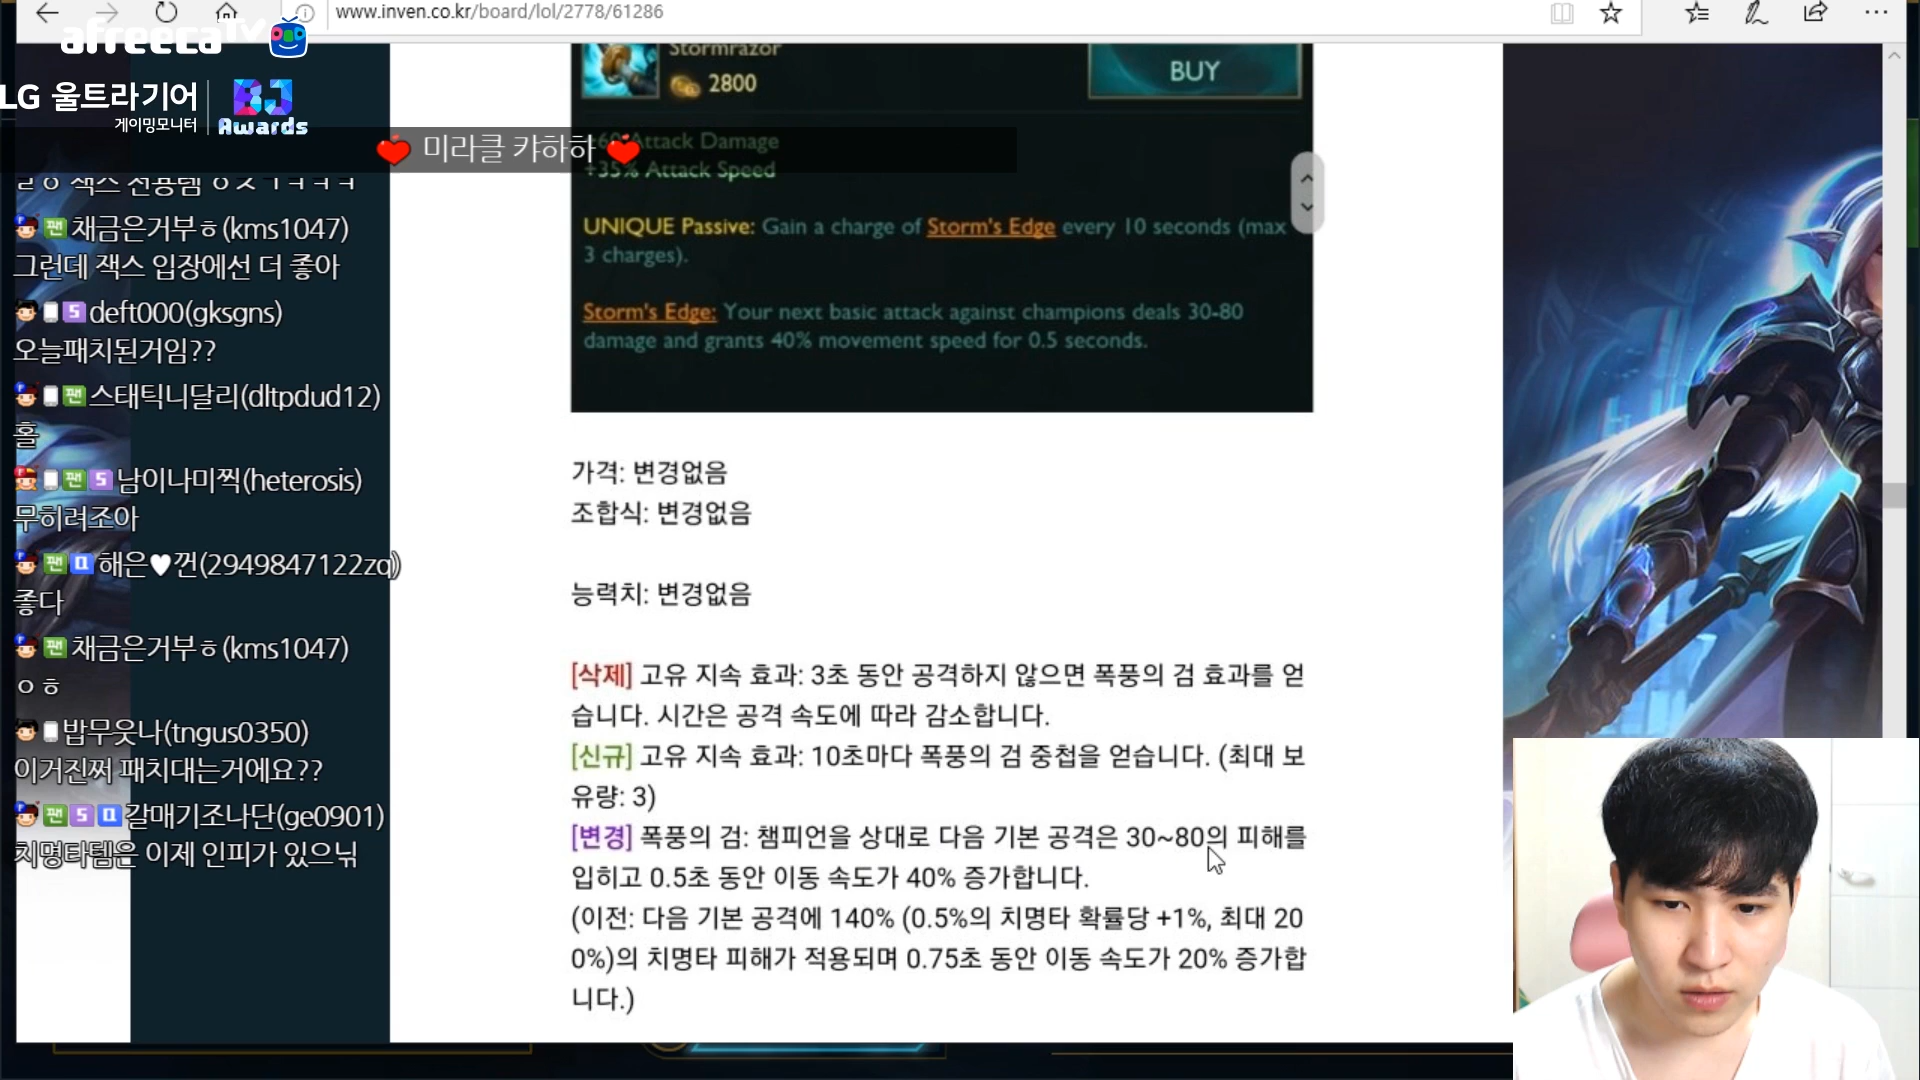 www.inven.co.kr/board/lol/2778/61286
afreecaTV
LG 울트라기어
게이밍모니터
BJ
Awards
미라클 캬하햐
Stormrazor
2800
BUY
Attack Damage
+35% Attack Speed
UNIQUE Passive: Gain a charge of Storm's Edge every 10 seconds (max
3 charges).
Storm's Edge: Your next basic attack against champions deals 30-80
damage and grants 40% movement speed for 0.5 seconds.
가격: 변경없음
조합식: 변경없음
능력치: 변경없음
[삭제] 고유 지속 효과: 3초 동안 공격하지 않으면 폭풍의 검 효과를 얻
습니다. 시간은 공격 속도에 따라 감소합니다.
[신규] 고유 지속 효과: 10초마다 폭풍의 검 중첩을 얻습니다. (최대 보
유량: 3)
[변경] 폭풍의 검: 챔피언을 상대로 다음 기본 공격은 30~80의 피해를
입히고 0.5초 동안 이동 속도가 40% 증가합니다.
(이전: 다음 기본 공격에 140% (0.5%의 치명타 확률당 +1%, 최대 20
0%)의 치명타 피해가 적용되며 0.75초 동안 이동 속도가 20% 증가합
니다.)
잭스 전용템
팬 채금은거부ㅎ(kms1047)
그런데 잭스 입장에선 더 좋아
S deft000(gksgns)
오늘패치된거임??
팬 스태틱니달리(dltpdud12)
홀
팬 S 남이나미찍(heterosis)
무히려조아
팬 해은♥껀(2949847122zq)
좋다
팬 채금은거부ㅎ(kms1047)
ㅇㅎ
밥무웃나(tngus0350)
이거진쩌 패치대는거에요??
팬 S 갈매기조나단(ge0901)
치명타템은 이제 인피가 있으닊